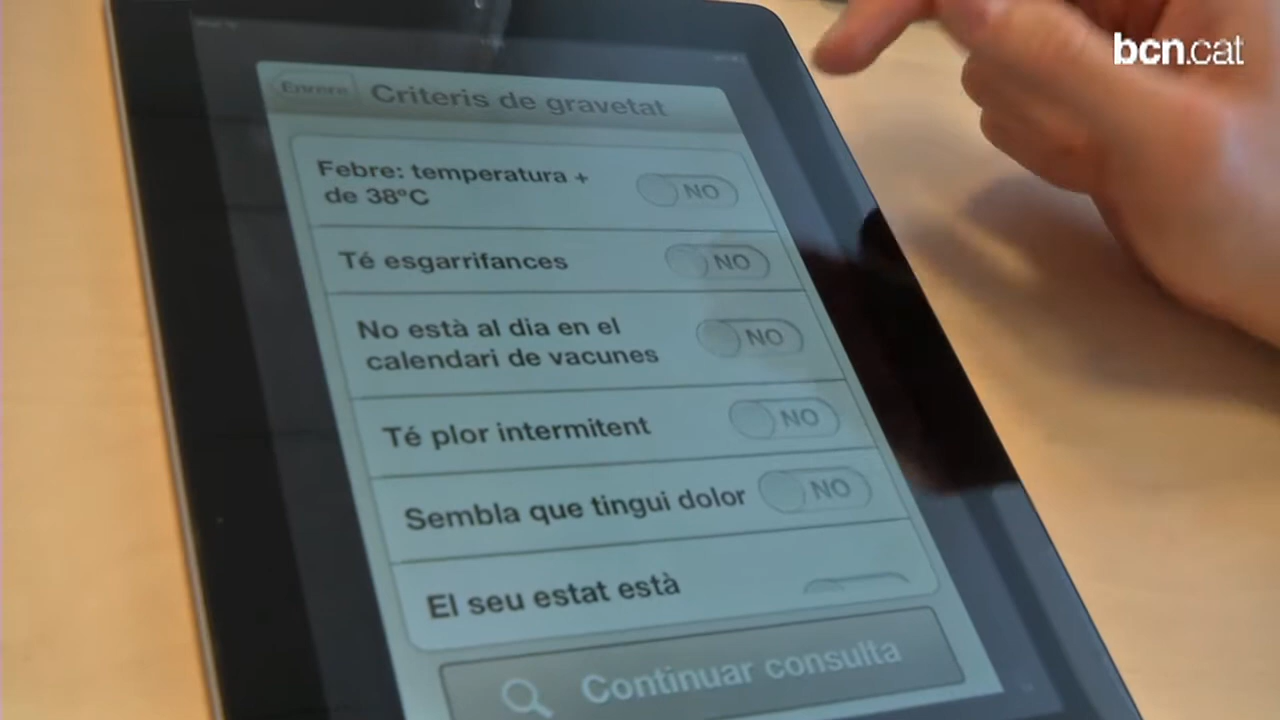 bcn.cat
Enrere
Criteris de gravetat
Febre: temperatura +
de 38ºC
NO
Té esgarrifances
NO
No està al dia en el
calendari de vacunes
NO
Té plor intermitent
NO
Sembla que tingui dolor
NO
El seu estat està
Continuar consulta